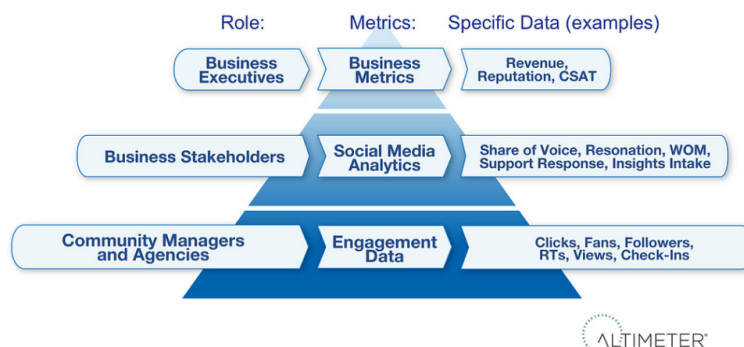 Role: Metrics: Specific Data (examples)
Business
Executives
Business
Metrics
Revenue,
Reputation, CSAT
Business Stakeholders
Social Media
Analytics
Share of Voice, Resonation, WOM,
Support Response, Insights Intake
Community Managers
and Agencies
Engagement
Data
Clicks, Fans, Followers,
RTs, Views, Check-Ins
ALTIMETER®